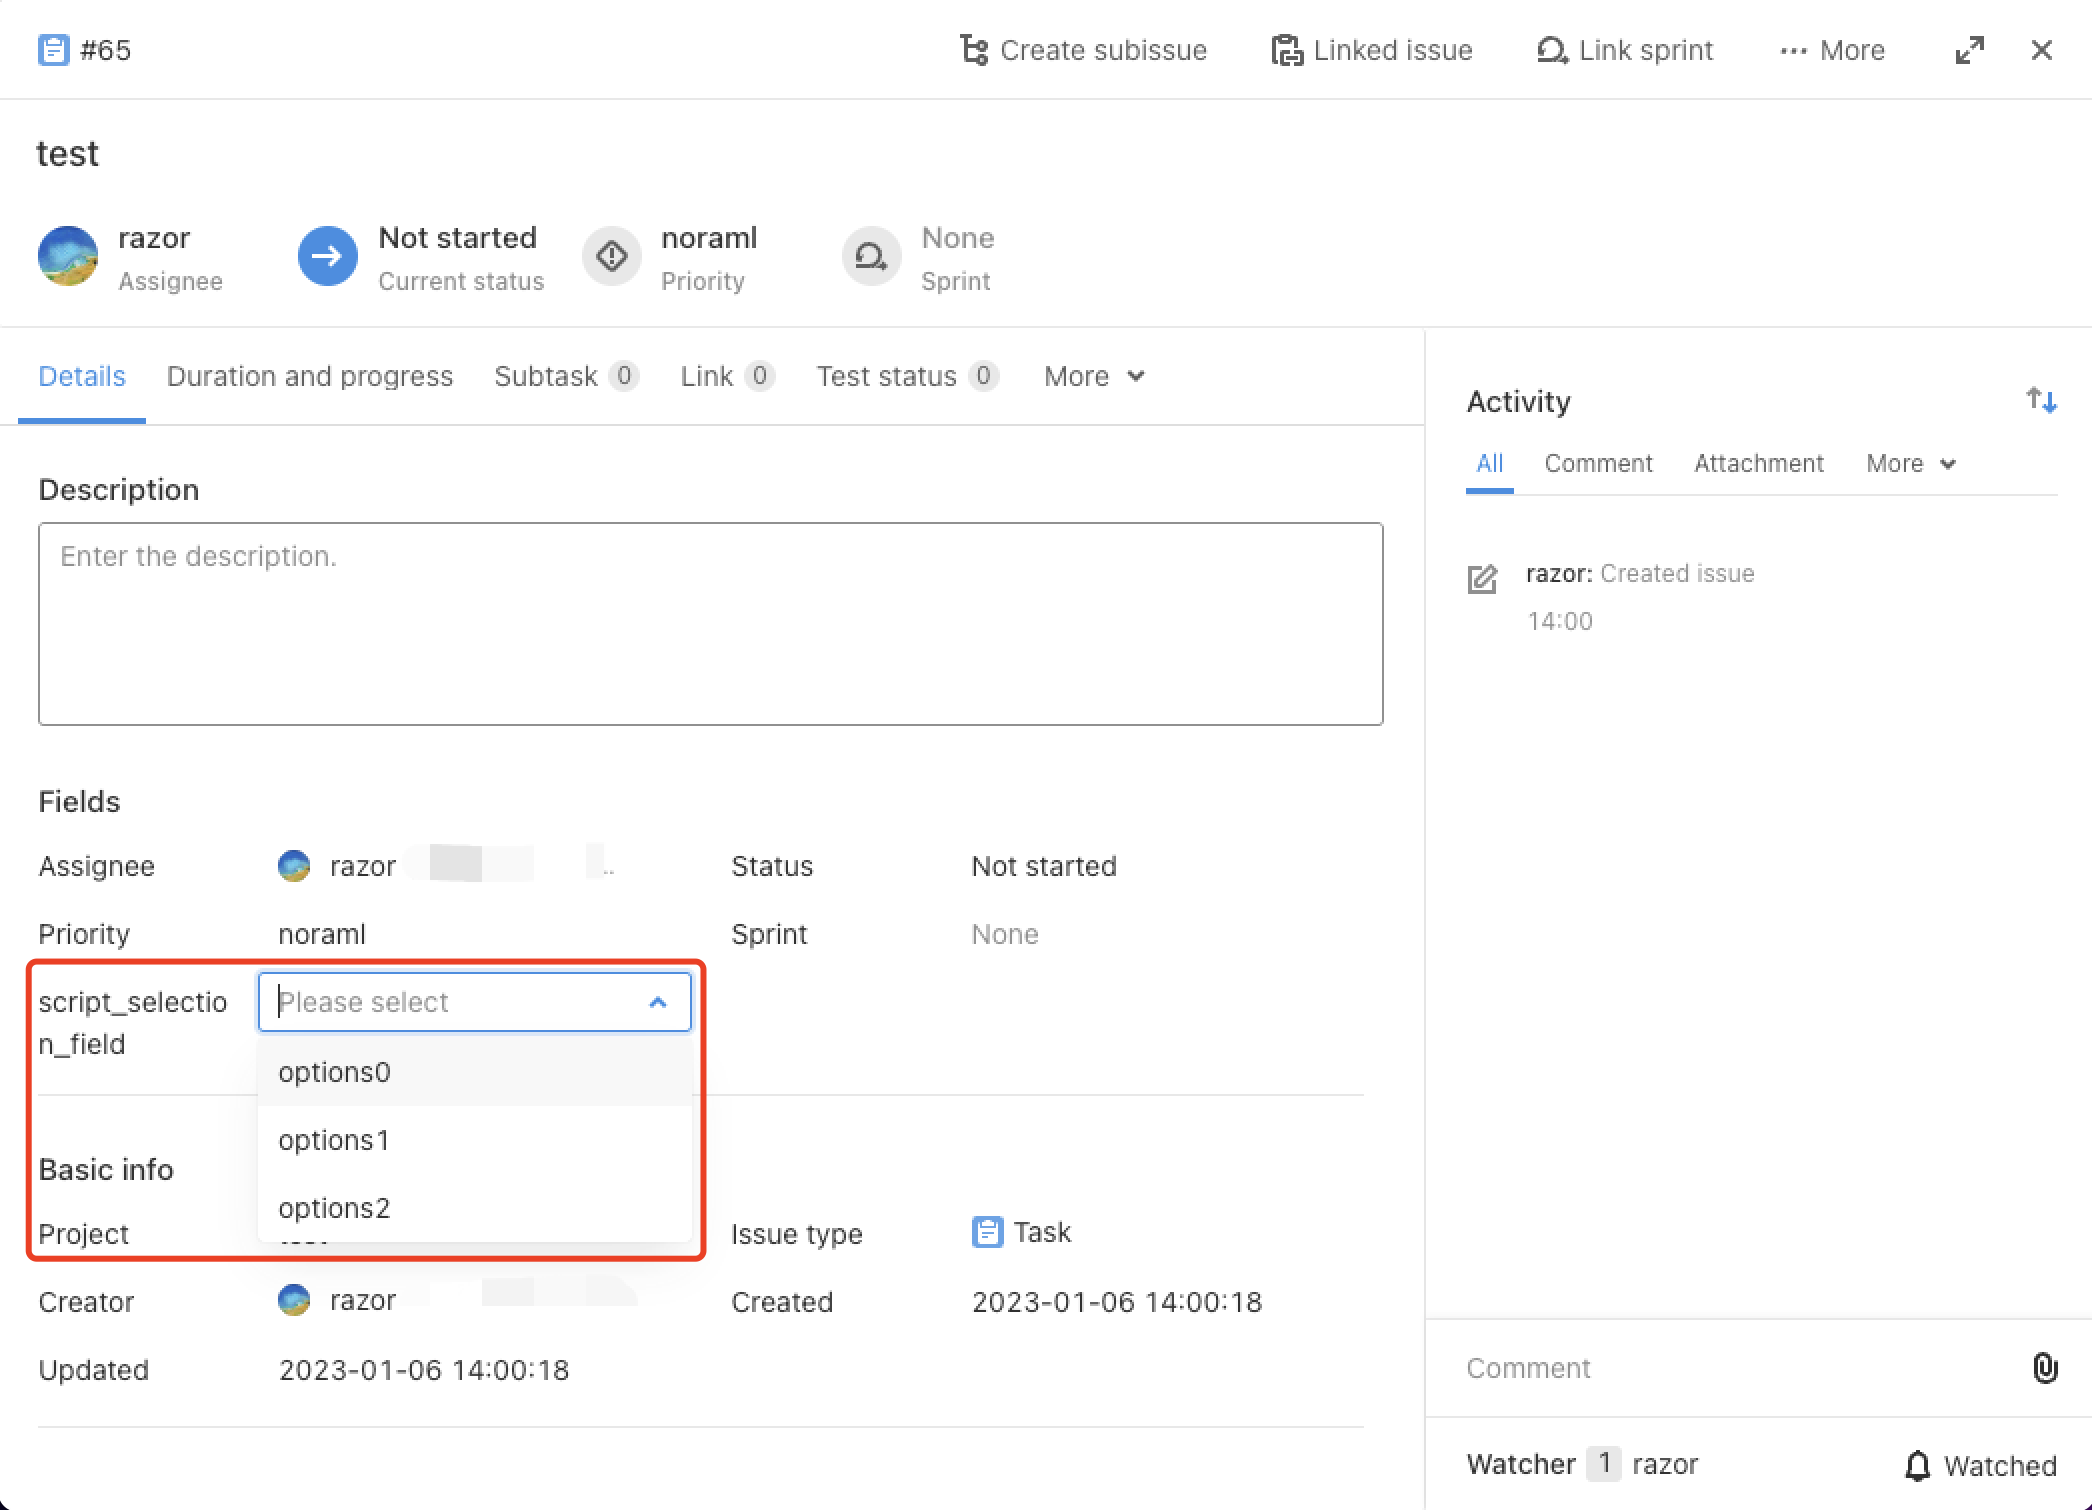 #65
Create subissue
Linked issue
Link sprint
More
test
razor
Assignee
Not started
Current status
noraml
Priority
None
Sprint
Details
Duration and progress
Subtask 0
Link 0
Test status 0
More
Description
Enter the description.
Fields
Assignee
razor
..
Status
Not started
Priority
noraml
Sprint
None
script_selectio
n_field
Please select
options0
options1
options2
Basic info
Project
Issue type
Task
Creator
razor
Created
2023-01-06 14:00:18
Updated
2023-01-06 14:00:18
Activity
All
Comment
Attachment
More
razor: Created issue
14:00
Comment
Watcher 1 razor
Watched